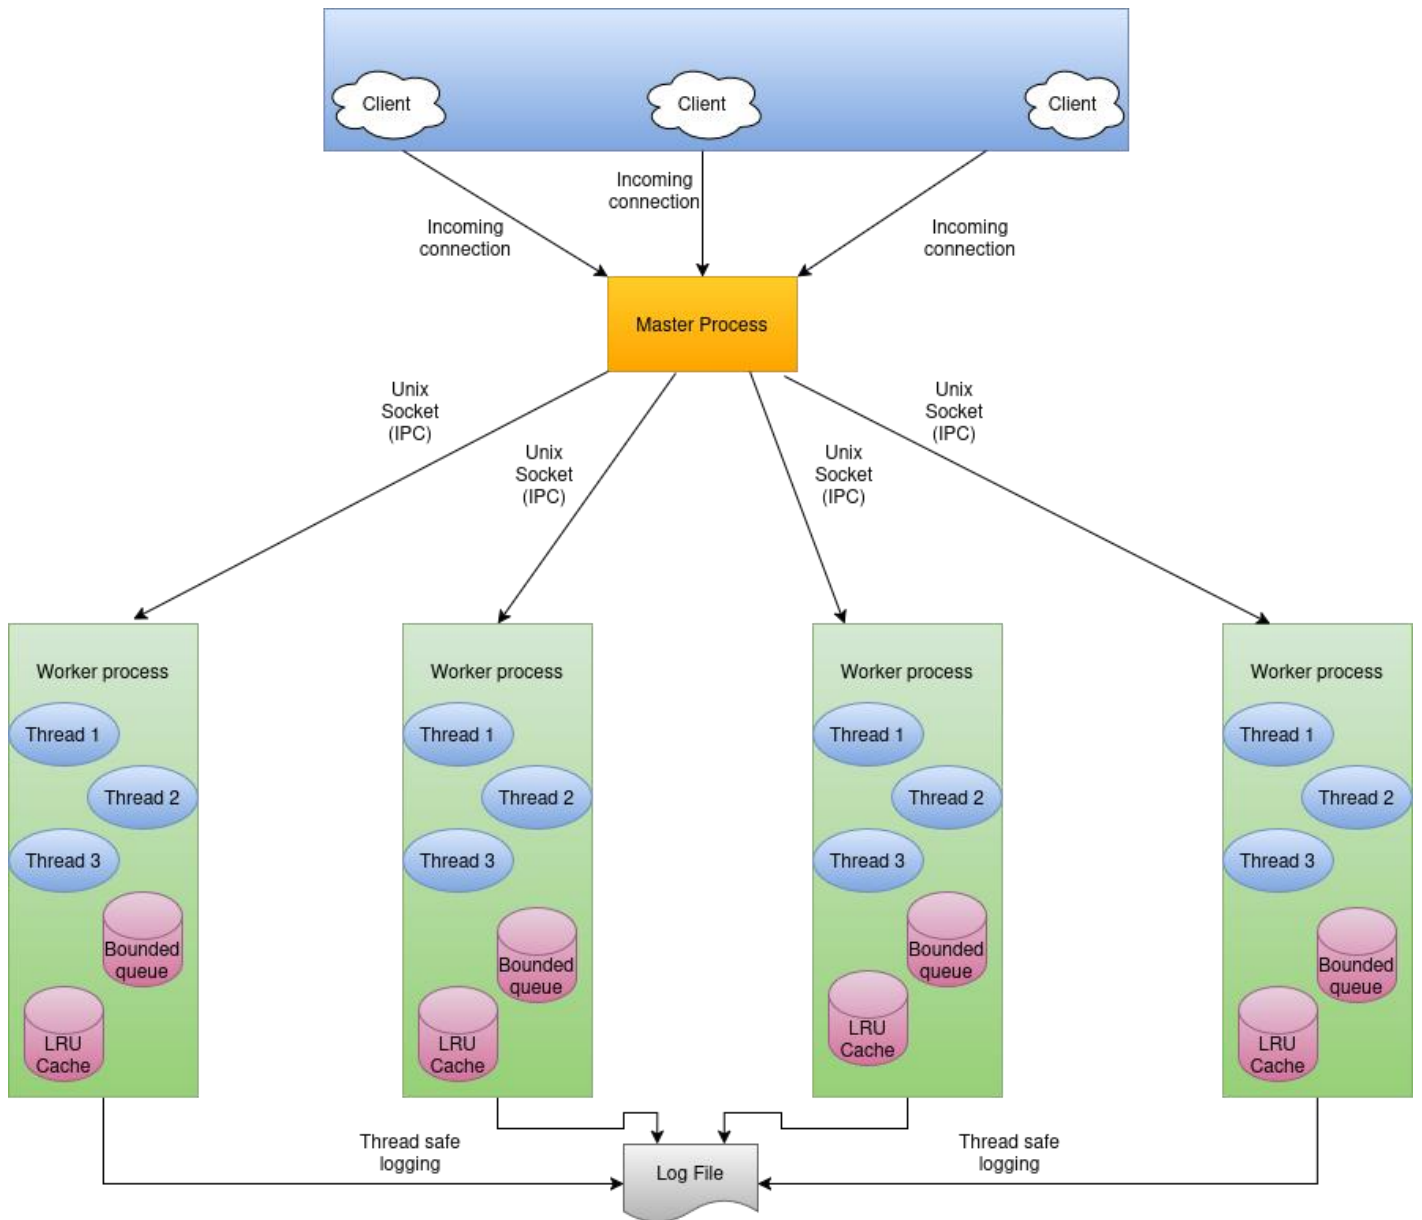 Client
Client
Client
Incoming
connection
Incoming
connection
Incoming
connection
Master Process
Unix
Socket
(IPC)
Unix
Socket
(IPC)
Unix
Socket
(IPC)
Unix
Socket
(IPC)
Worker process
Thread 1
Thread 2
Thread 3
Bounded
queue
LRU
Cache
Worker process
Thread 1
Thread 2
Thread 3
Bounded
queue
LRU
Cache
Worker process
Thread 1
Thread 2
Thread 3
Bounded
queue
LRU
Cache
Worker process
Thread 1
Thread 2
Thread 3
Bounded
queue
LRU
Cache
Thread safe
logging
Log File
Thread safe
logging